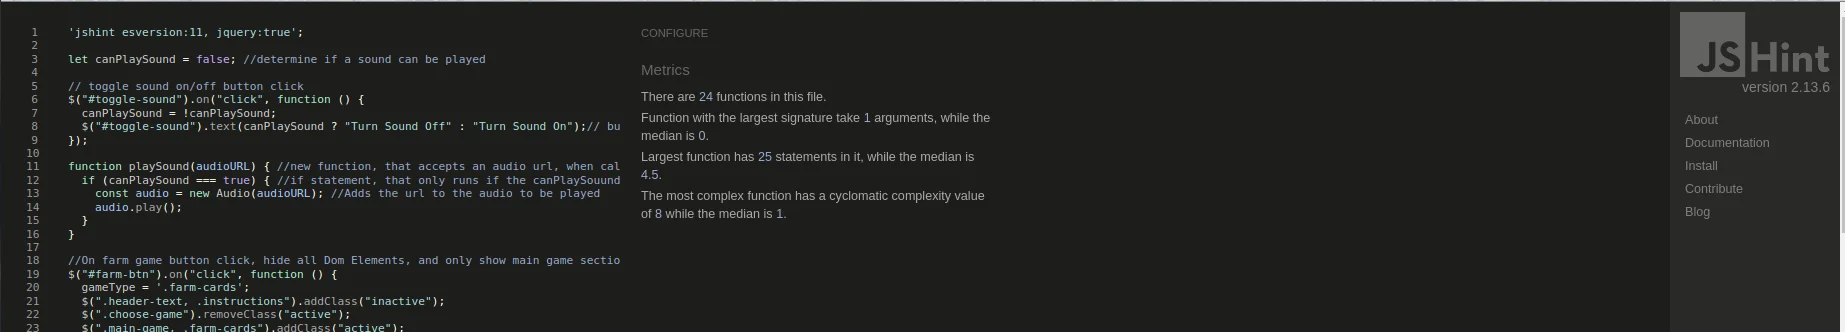 1 'jshint esversion:11, jquery:true';
2
3 let canPlaySound = false; //determine if a sound can be played
4
5 // toggle sound on/off button click
6 $("#toggle-sound").on("click", function () {
7 canPlaySound = !canPlaySound;
8 $("#toggle-sound").text(canPlaySound ? "Turn Sound Off" : "Turn Sound On");// bu
9 });
10
11 function playSound(audioURL) { //new function, that accepts an audio url, when cal
12 if (canPlaySound === true) { //if statement, that only runs if the canPlaySouund
13 const audio = new Audio(audioURL); //Adds the url to the audio to be played
14 audio.play();
15 }
16 }
17
18 //On farm game button click, hide all Dom Elements, and only show main game sectio
19 $("#farm-btn").on("click", function () {
20 gameType = '.farm-cards';
21 $(".header-text, .instructions").addClass("inactive");
22 $(".choose-game").removeClass("active");
23 $(".main-game, .farm-cards").addClass("active");
CONFIGURE
Metrics
There are 24 functions in this file.
Function with the largest signature take 1 arguments, while the
median is 0.
Largest function has 25 statements in it, while the median is
4.5.
The most complex function has a cyclomatic complexity value
of 8 while the median is 1.
JSHint
version 2.13.6
About
Documentation
Install
Contribute
Blog